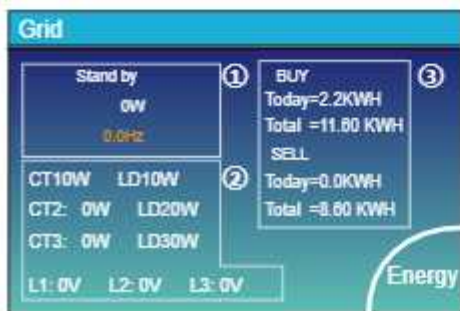 Grid
Stand by
①
0W
0.0Hz
CT10W LD10W
②
CT2: 0W LD20W
CT3: 0W LD30W
L1: 0V L2: 0V L3: 0V
BUY
③
Today=2.2KWH
Total =11.60 KWH
SELL
Today=0.0KWH
Total =8.60 KWH
Energy